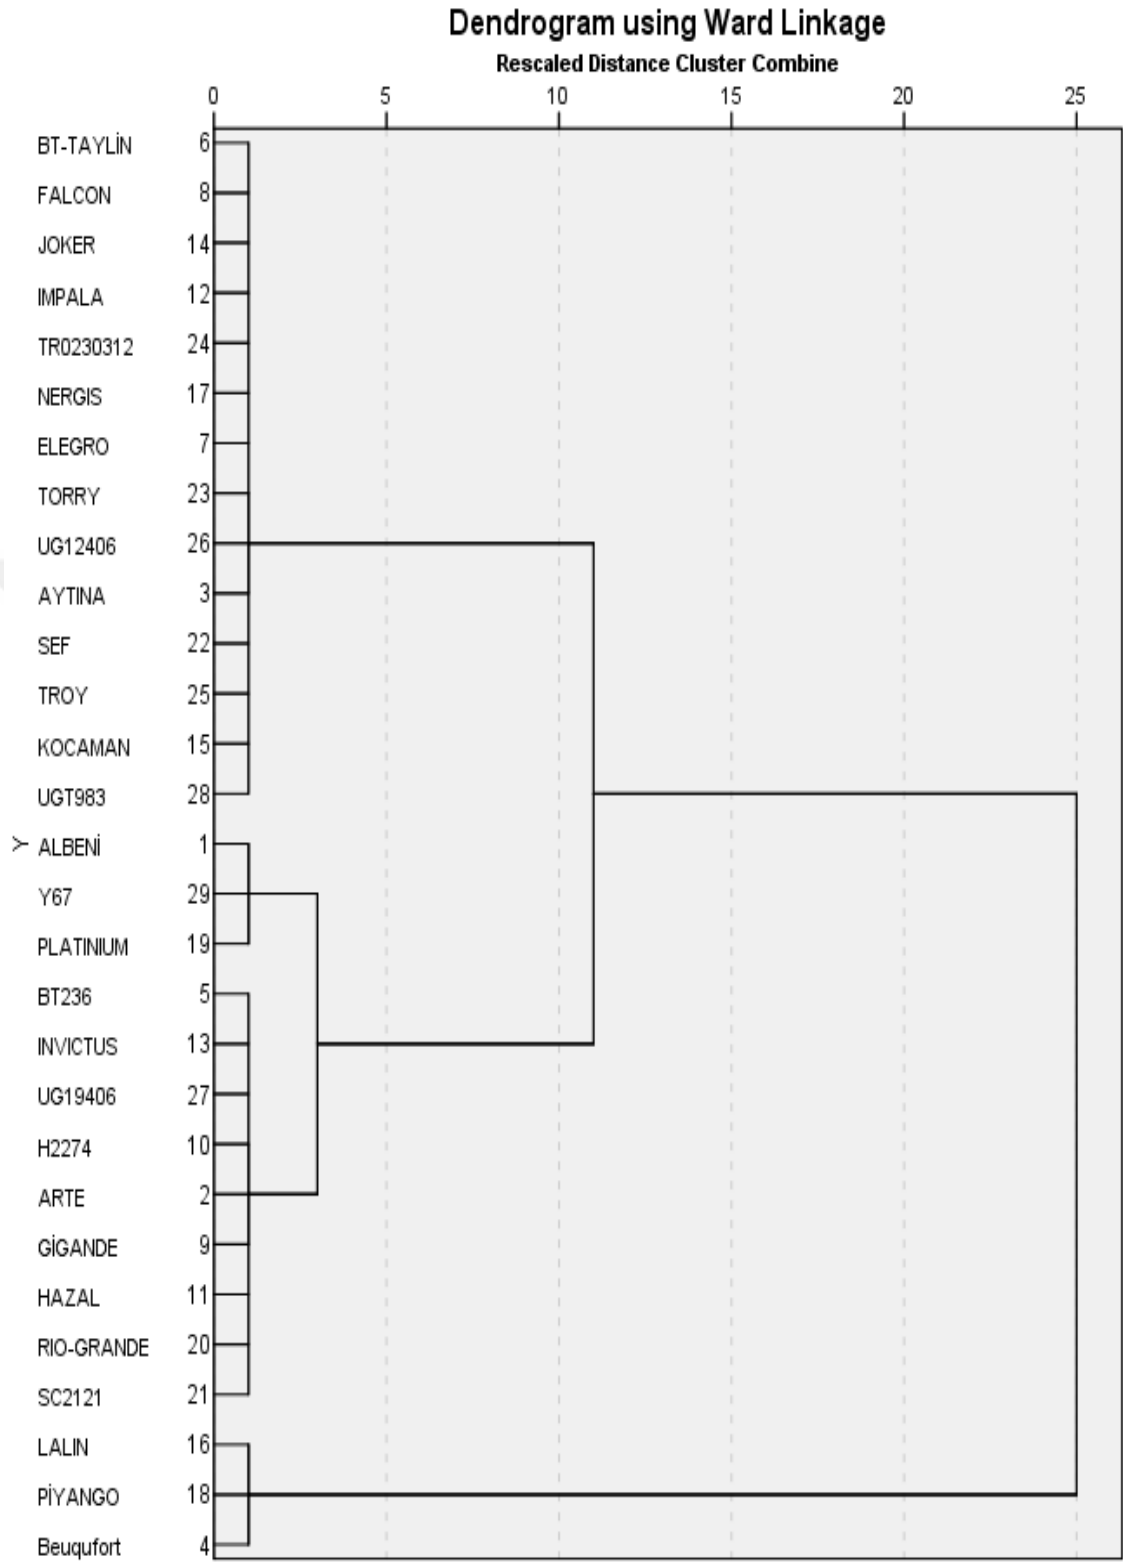 Dendrogram using Ward Linkage
Rescaled Distance Cluster Combine
0 5 10 15 20 25
BT-TAYLİN 6
FALCON 8
JOKER 14
IMPALA 12
TR0230312 24
NERGIS 17
ELEGRO 7
TORRY 23
UG12406 26
AYTINA 3
SEF 22
TROY 25
KOCAMAN 15
UGT983 28
Y ALBENİ 1
Y67 29
PLATINIUM 19
BT236 5
INVICTUS 13
UG19406 27
H2274 10
ARTE 2
GİGANDE 9
HAZAL 11
RIO-GRANDE 20
SC2121 21
LALIN 16
PİYANGO 18
Beuqufort 4